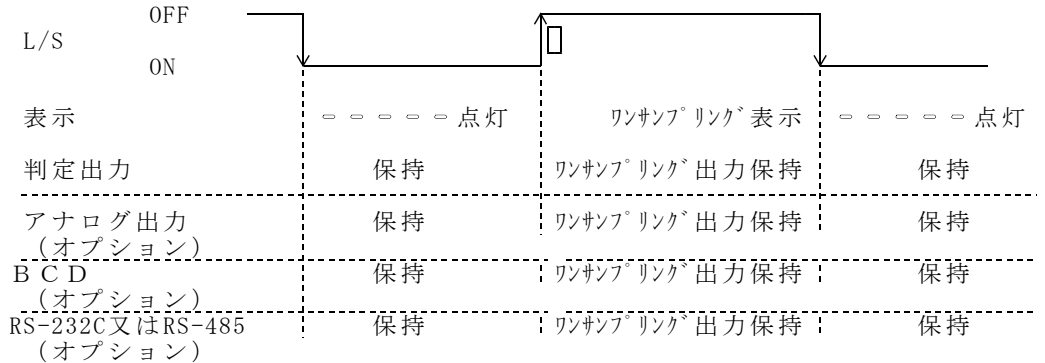 OFF
L/S
ON
表示 － － － － －点灯 ﾜﾝｻﾝﾌﾟﾘﾝｸﾞ表示 － － － － －点灯
判定出力 保持 ﾜﾝｻﾝﾌﾟﾘﾝｸﾞ出力保持 保持
アナログ出力 保持 ﾜﾝｻﾝﾌﾟﾘﾝｸﾞ出力保持 保持
(オプション)
ＢＣＤ 保持 ﾜﾝｻﾝﾌﾟﾘﾝｸﾞ出力保持 保持
(オプション)
RS-232C又はRS-485 保持 ﾜﾝｻﾝﾌﾟﾘﾝｸﾞ出力保持 保持
(オプション)